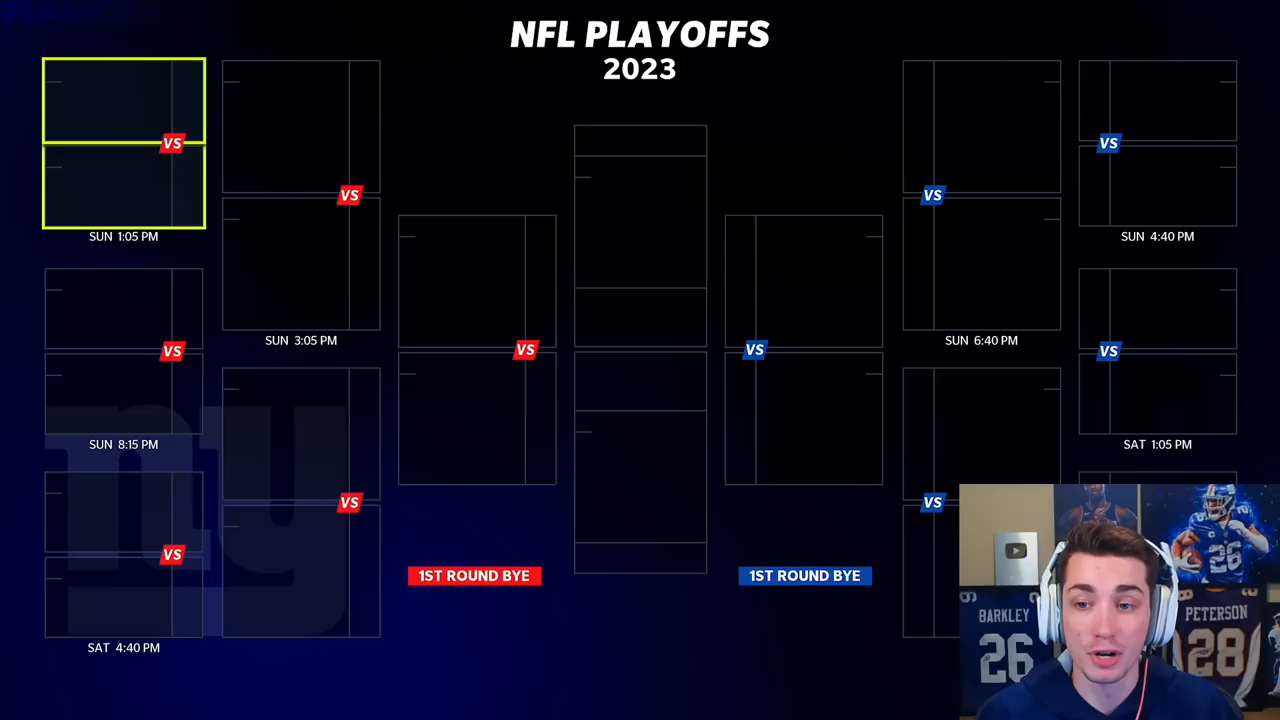 NFL PLAYOFFS
2023
VS
SUN 1:05 PM
VS
SUN 8:15 PM
VS
SAT 4:40 PM
VS
SUN 3:05 PM
VS
VS
1ST ROUND BYE
VS
1ST ROUND BYE
VS
SUN 6:40 PM
VS
VS
SUN 4:40 PM
VS
SAT 1:05 PM
ny
26
BARKLEY
26
PETERSON
28